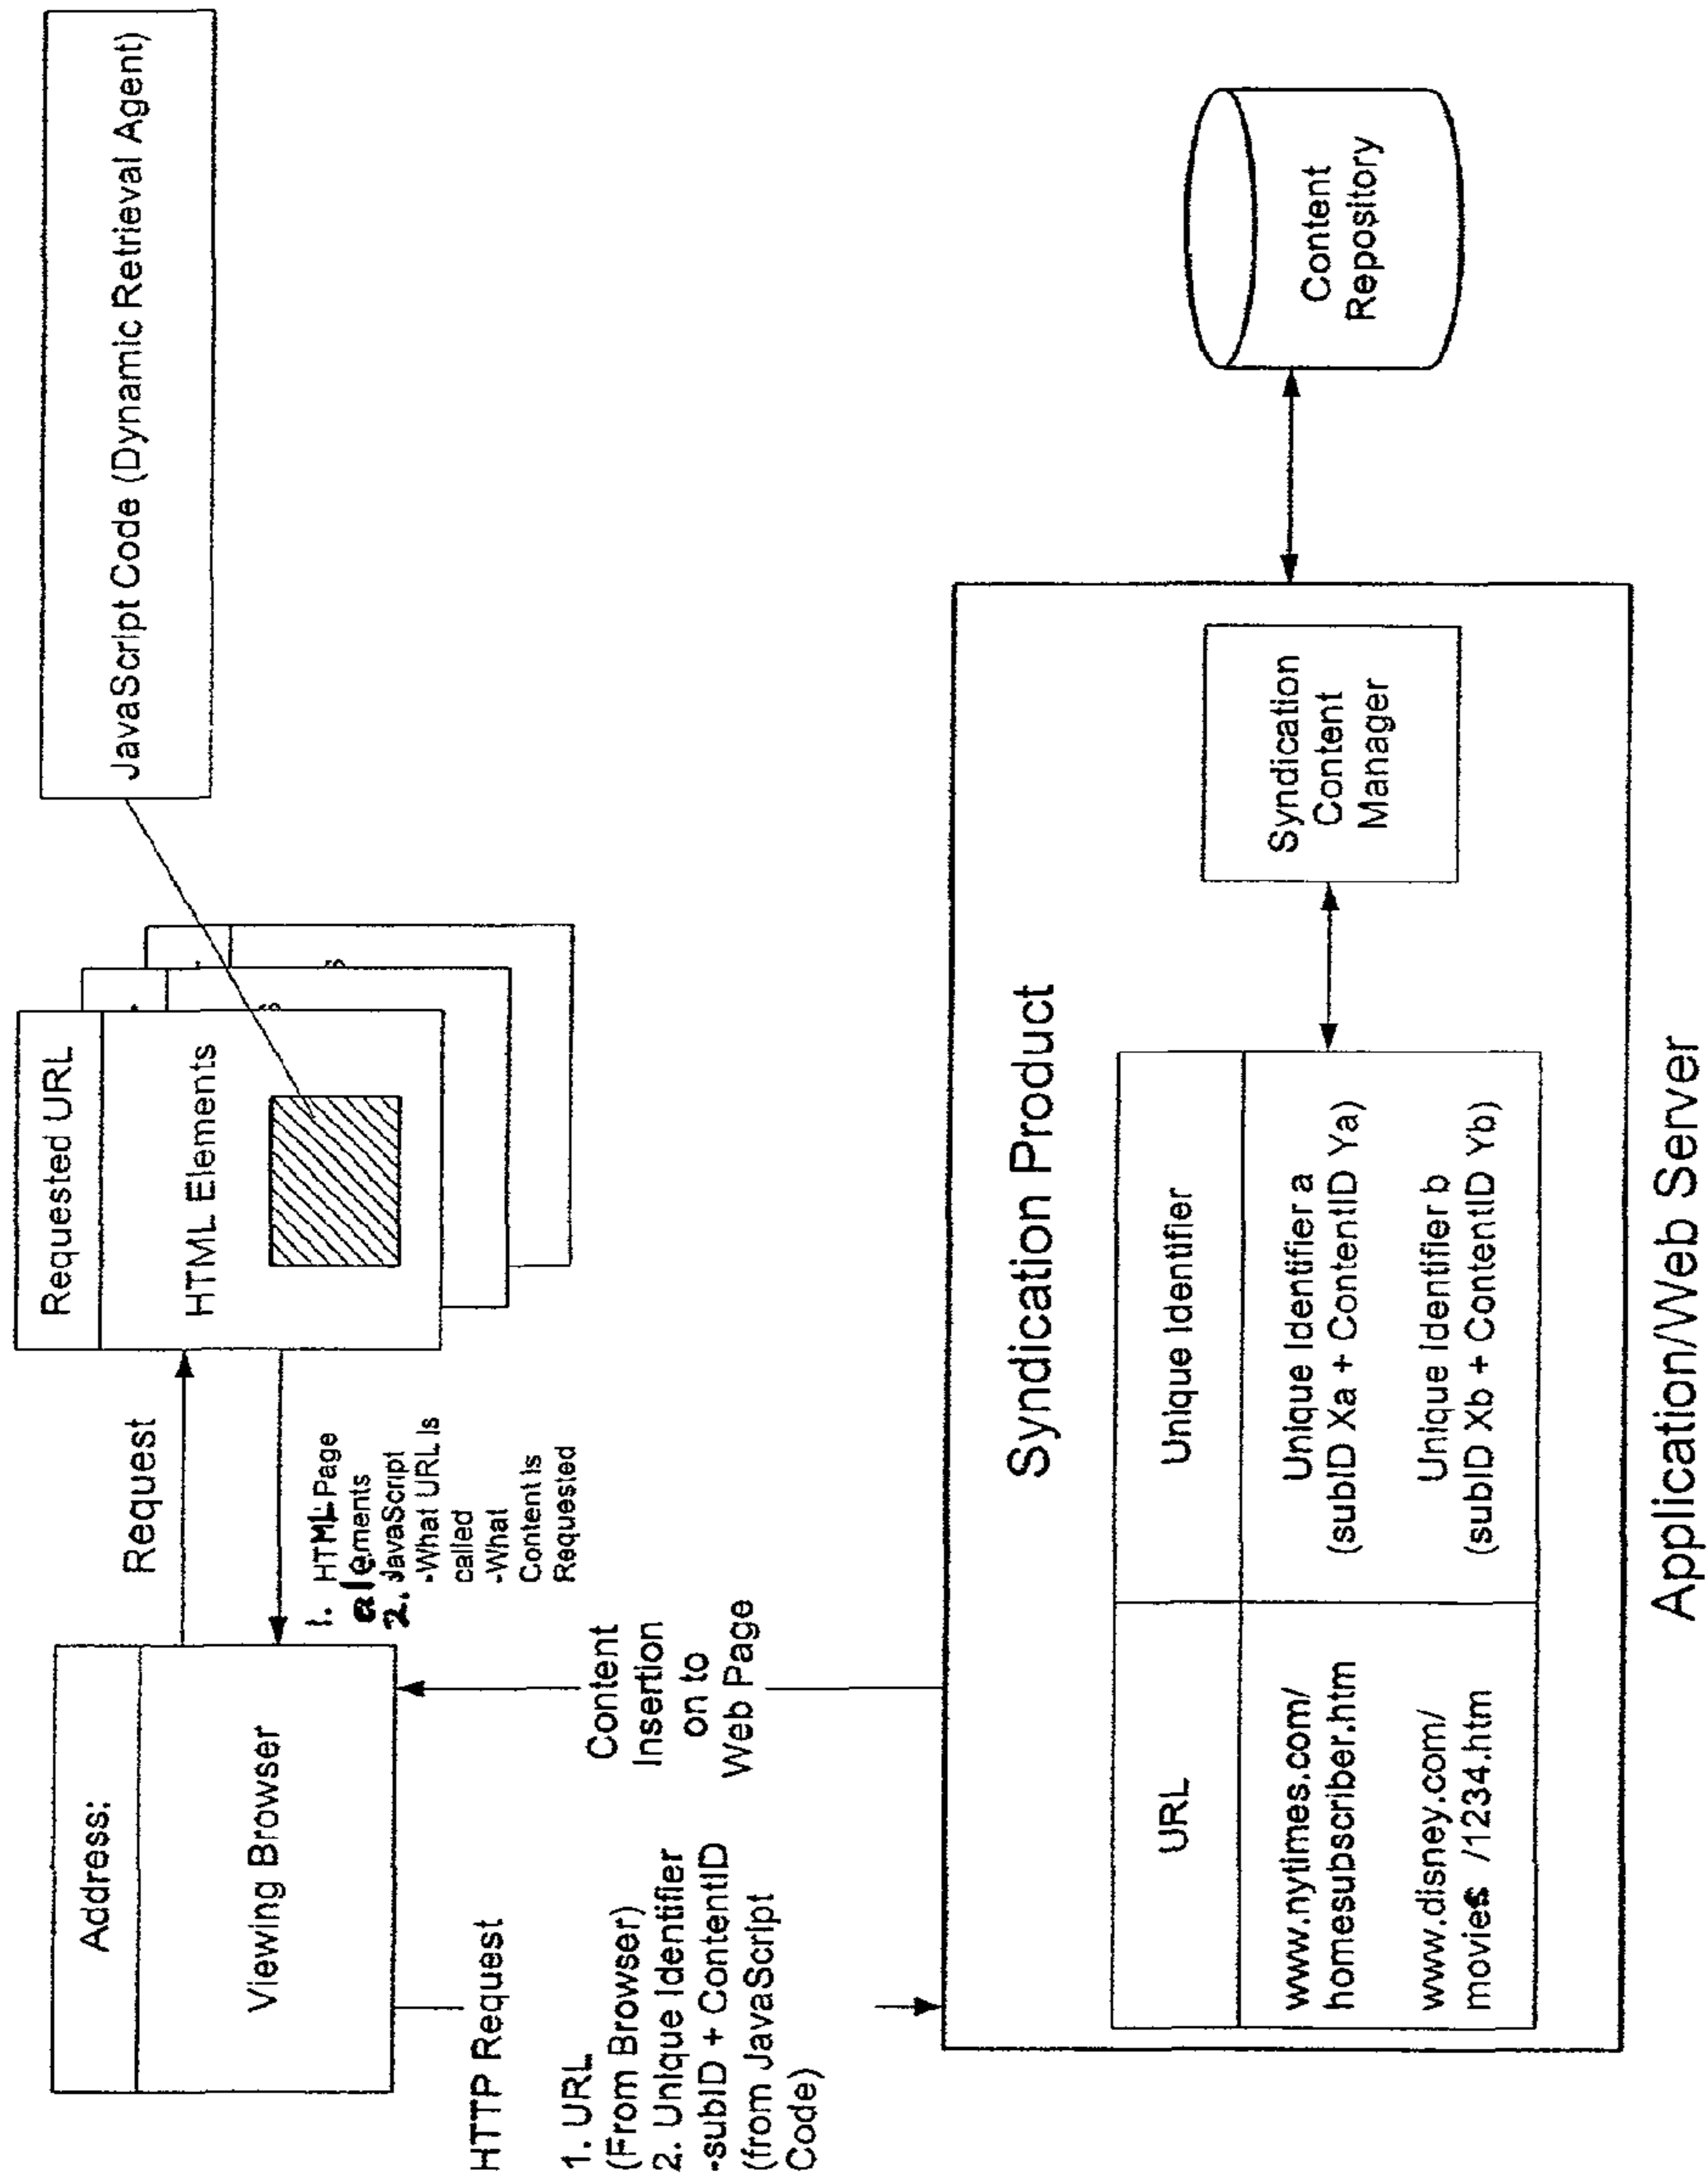 Address:
Viewing Browser
Request
1. HTML Page
elements
2. JavaScript
-What URL Is
called
-What
Content Is
Requested
Requested URL
HTML Elements
JavaScript Code (Dynamic Retrieval Agent)
HTTP Request
1. URL
(From Browser)
2. Unique Identifier
-subID + ContentID
(from JavaScript
Code)
Content
Insertion
on to
Web Page
Syndication Product
URL
Unique Identifier
www.nytimes.com/
homesubscriber.htm
Unique Identifier a
(subID Xa + ContentID Ya)
www.disney.com/
movies /1234.htm
Unique Identifier b
(subID Xb + ContentID Yb)
Syndication
Content
Manager
Content
Repository
Application/Web Server